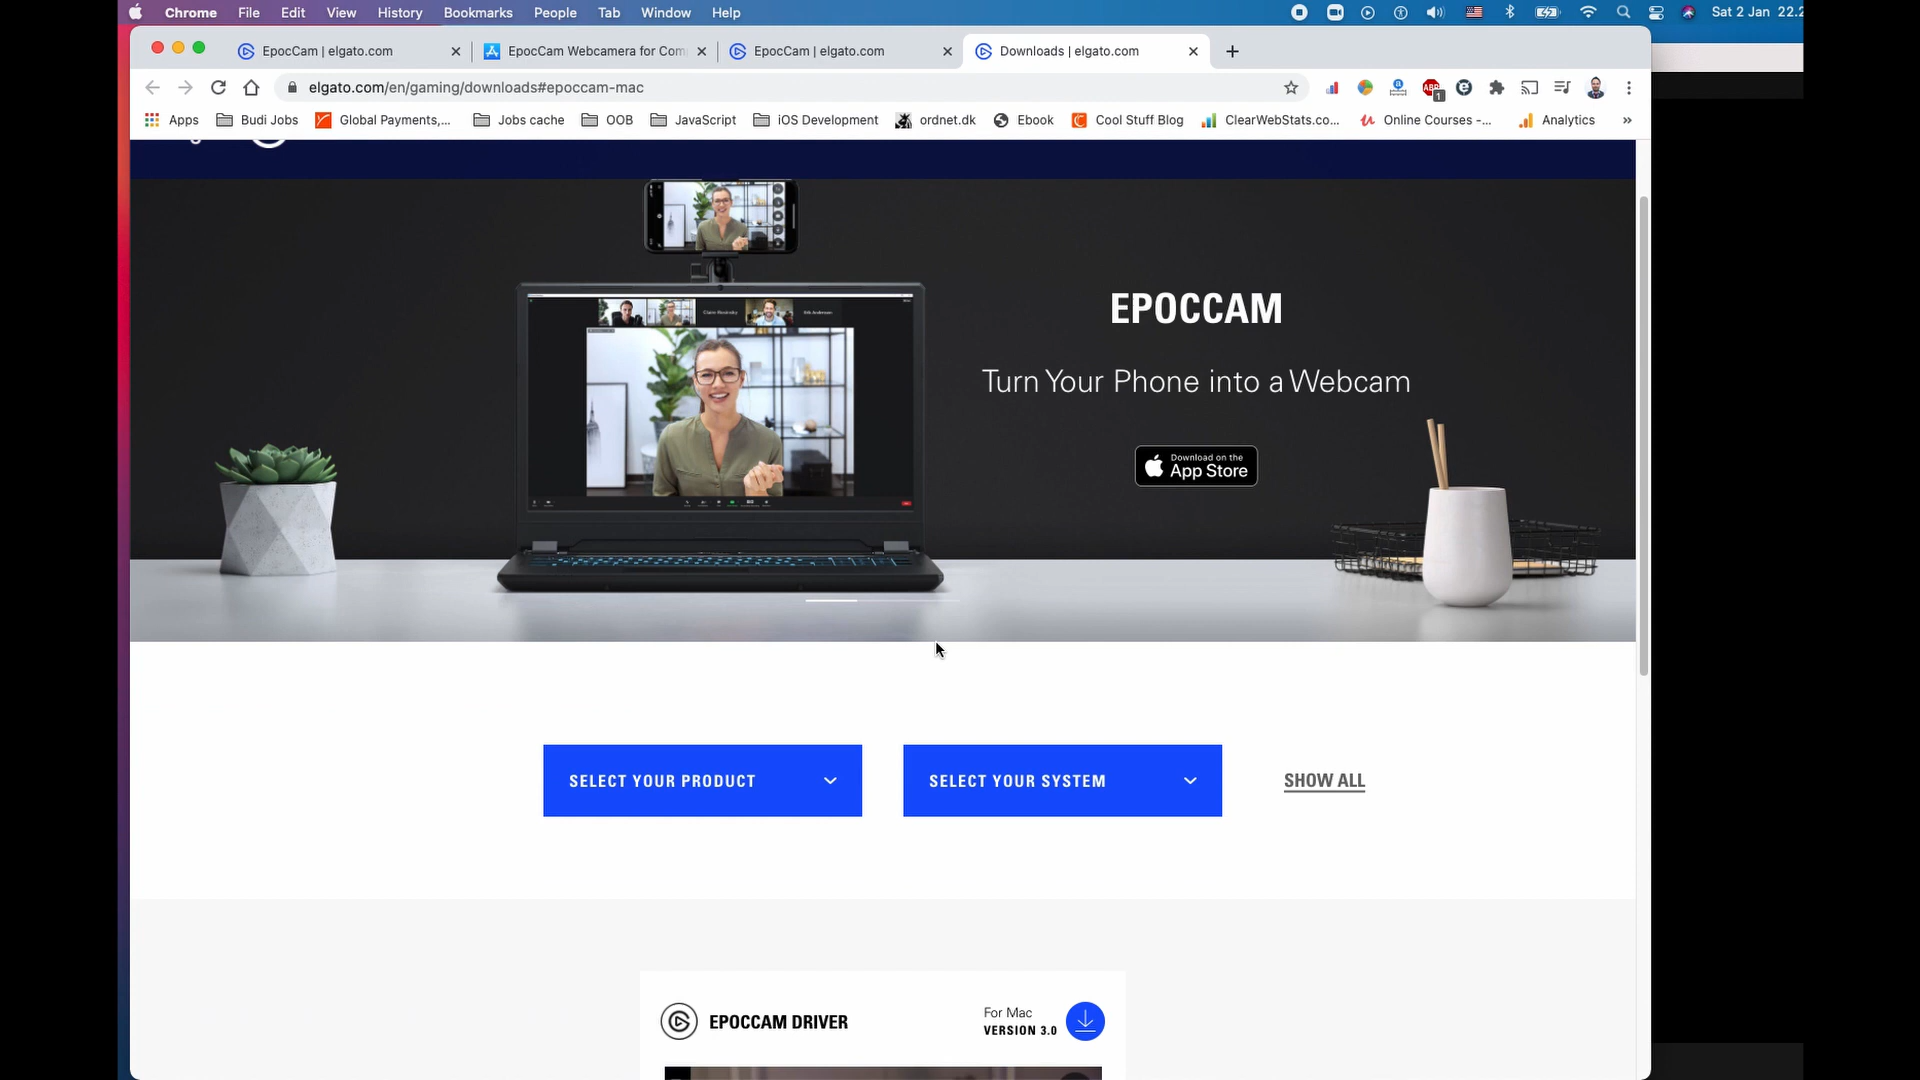 Chrome File Edit View History Bookmarks People Tab Window Help Sat 2 Jan 22.2
EpocCam | elgato.com EpocCam Webcamera for Com EpocCam | elgato.com Downloads | elgato.com
elgato.com/en/gaming/downloads#epoccam-mac ABP 1
Apps Budi Jobs Global Payments,... Jobs cache OOB JavaScript iOS Development ordnet.dk Ebook Cool Stuff Blog ClearWebStats.co... Online Courses -... Analytics »
EPOCCAM
Turn Your Phone into a Webcam
Download on the
App Store
SELECT YOUR PRODUCT SELECT YOUR SYSTEM SHOW ALL
EPOCCAM DRIVER
For Mac
VERSION 3.0